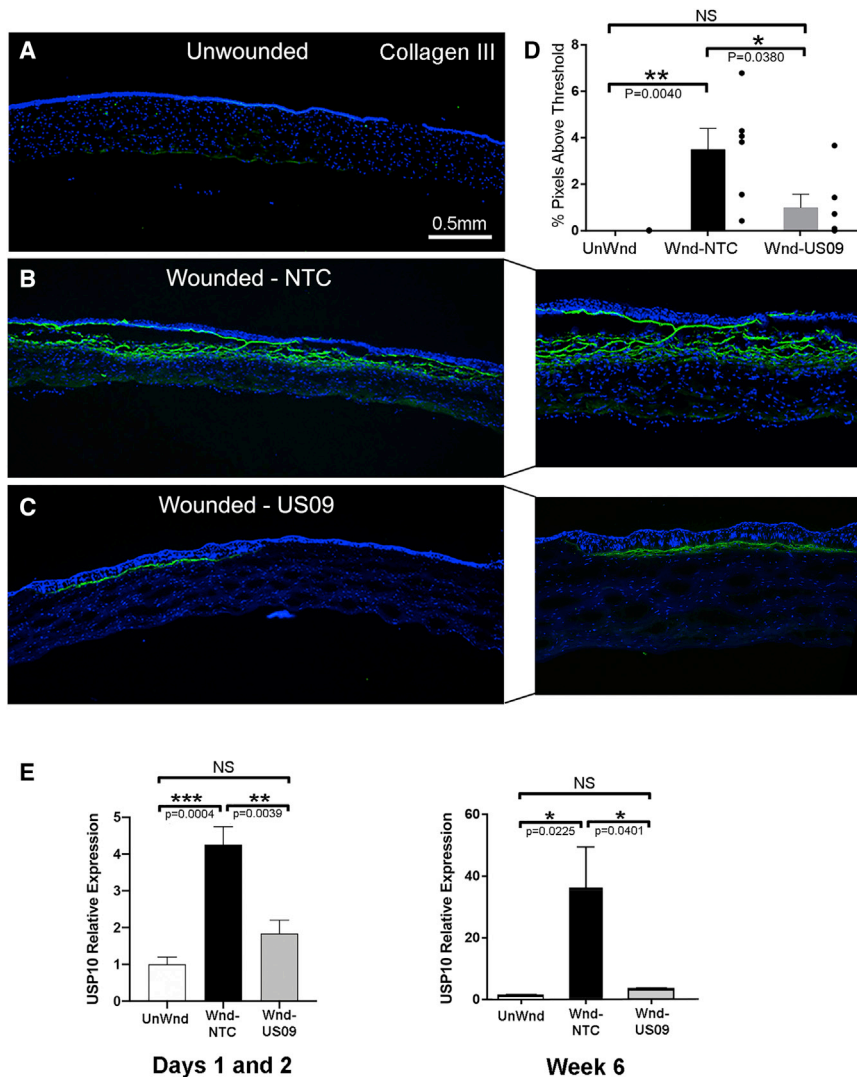 A
Unwounded
Collagen III
0.5mm
D
NS
**
P=0.0040
*
P=0.0380
% Pixels Above Threshold
8
6
4
2
0
UnWnd
Wnd-NTC
Wnd-US09
B
Wounded - NTC
C
Wounded - US09
E
NS
***
p=0.0004
**
p=0.0039
USP10 Relative Expression
5
4
3
2
1
0
UnWnd
Wnd-
NTC
Wnd-
US09
Days 1 and 2
NS
*
p=0.0225
*
p=0.0401
USP10 Relative Expression
60
40
20
0
UnWnd
Wnd-
NTC
Wnd-
US09
Week 6